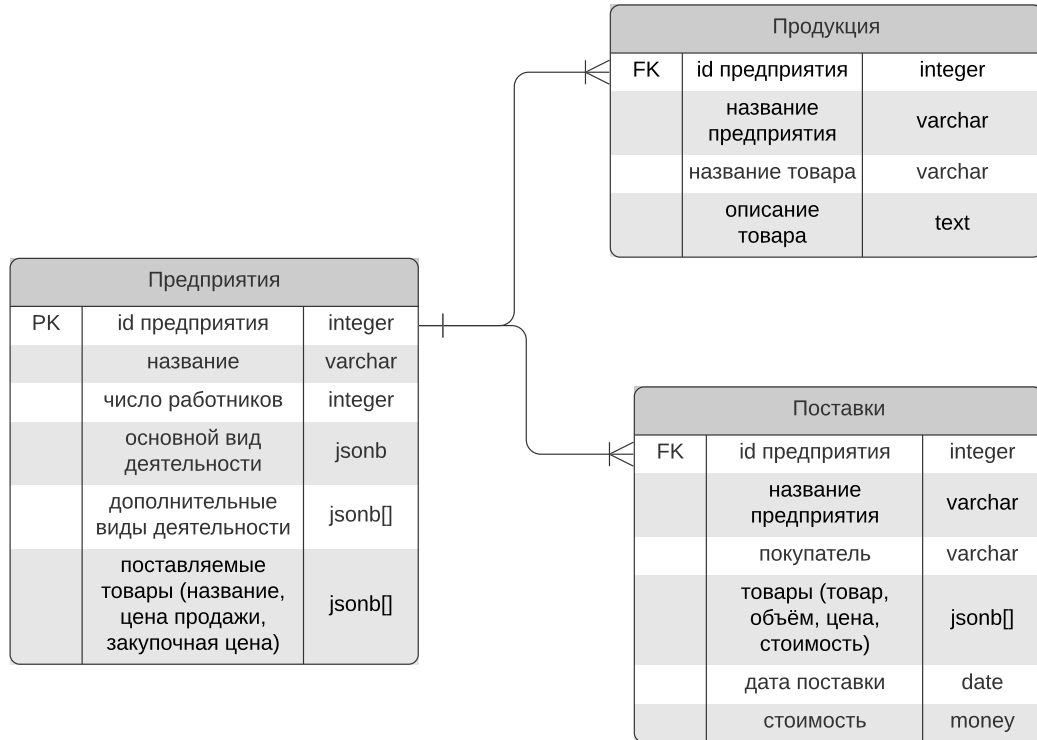 Продукция
FK id предприятия integer
название
предприятия varchar
название товара varchar
описание
товара text
Предприятия
PK id предприятия integer
название varchar
число работников integer
основной вид
деятельности jsonb
дополнительные
виды деятельности jsonb[]
поставляемые
товары (название,
цена продажи,
закупочная цена) jsonb[]
Поставки
FK id предприятия integer
название
предприятия varchar
покупатель varchar
товары (товар,
объём, цена,
стоимость) jsonb[]
дата поставки date
стоимость money